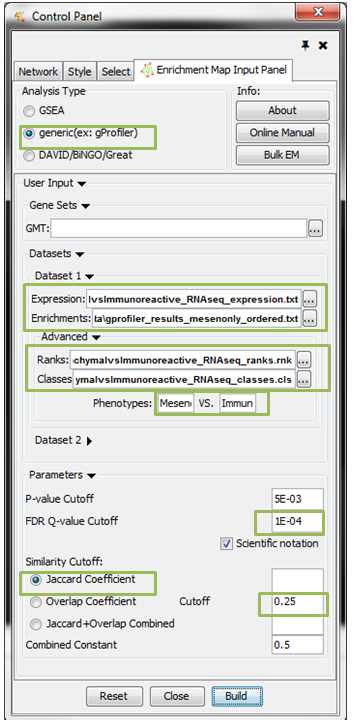 Control Panel
Network Style Select Enrichment Map Input Panel
Analysis Type
GSEA
generic(ex: gProfiler)
DAVID/BiNGO/Great
Info:
About
Online Manual
Bulk EM
User Input
Gene Sets
GMT: ...
Datasets
Dataset 1
Expression: lvsImmunoreactive_RNAseq_expression.txt ...
Enrichments: ta\gprofiler_results_mesenonly_ordered.txt ...
Advanced
Ranks: chymalvsImmunoreactive_RNAseq_ranks.rnk ...
Classes ymalvsImmunoreactive_RNAseq_classes.cls ...
Phenotypes: Mesen VS. Immun
Dataset 2
Parameters
P-value Cutoff 5E-03
FDR Q-value Cutoff 1E-04
Scientific notation
Similarity Cutoff:
Jaccard Coefficient
Overlap Coefficient Cutoff 0.25
Jaccard+Overlap Combined
Combined Constant 0.5
Reset Close Build